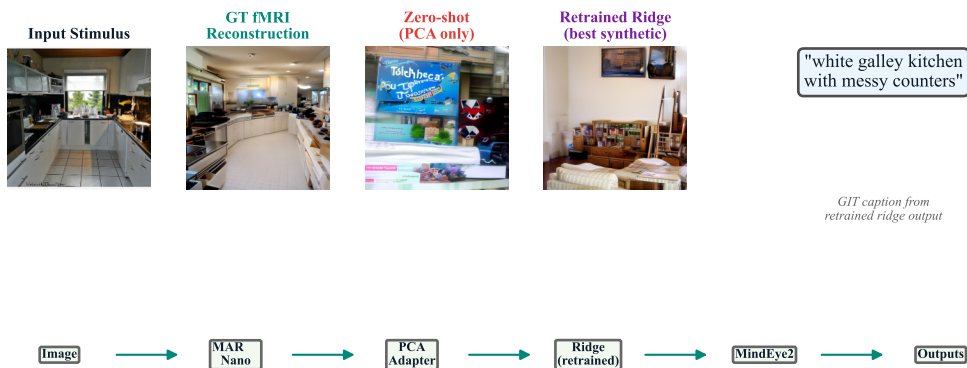 Input Stimulus
GT fMRI
Reconstruction
Zero-shot
(PCA only)
Retrained Ridge
(best synthetic)
"white galley kitchen
with messy counters"
GIT caption from
retrained ridge output
Image
MAR
Nano
PCA
Adapter
Ridge
(retrained)
MindEye2
Outputs